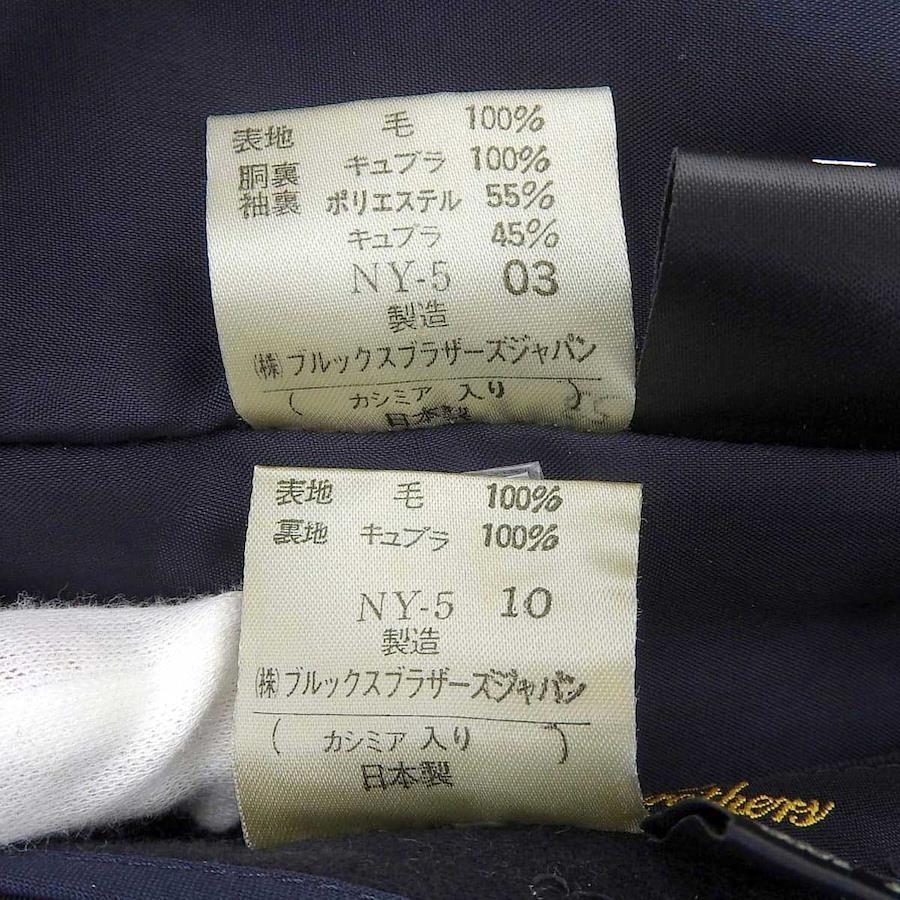 表地 毛 100%
胴裏 キュプラ 100%
袖裏 ポリエステル 55%
キュプラ 45%
NY-5 03
製造
(株)ブルックスブラザーズジャパン
( カシミア 入り )
日本製
表地 毛 100%
裏地 キュプラ 100%
NY-5 10
製造
(株)ブルックスブラザーズジャパン
( カシミア 入り )
日本製